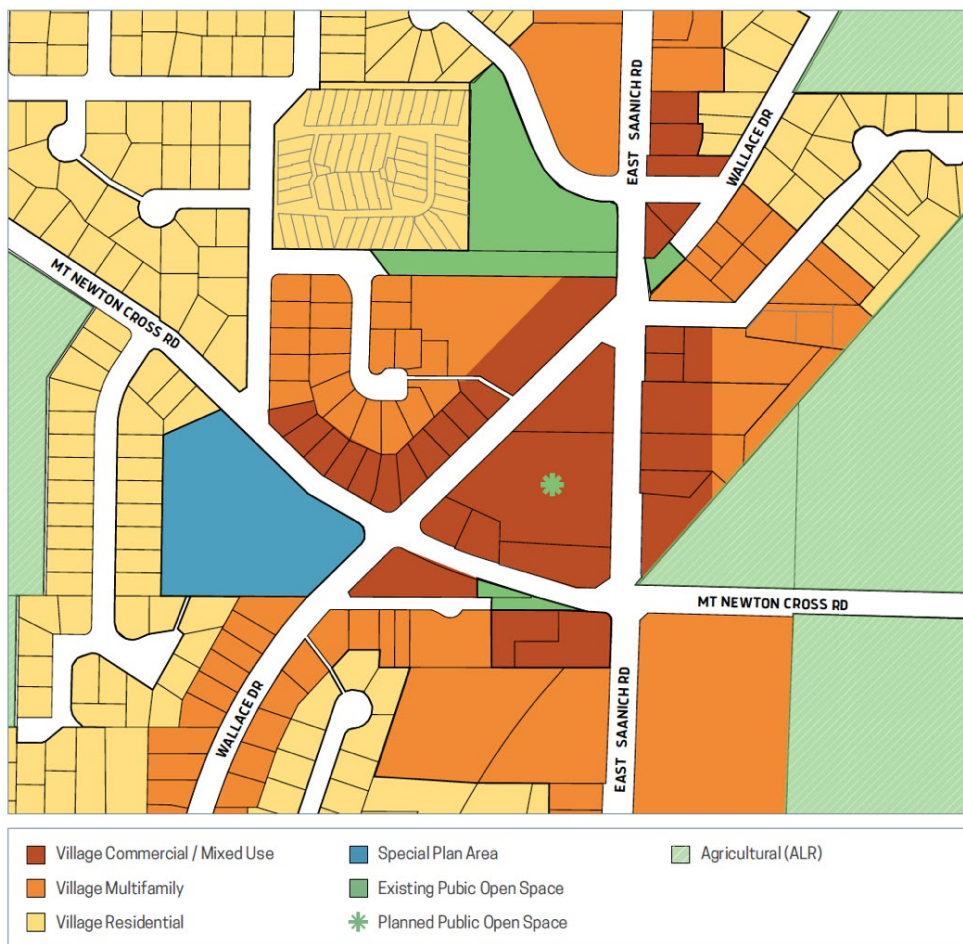 EAST SAANICH RD
WALLACE DR
MT NEWTON CROSS RD
MT NEWTON CROSS RD
WALLACE DR
EAST SAANICH RD
Village Commercial / Mixed Use
Village Multifamily
Village Residential
Special Plan Area
Existing Pubic Open Space
Planned Public Open Space
Agricultural (ALR)